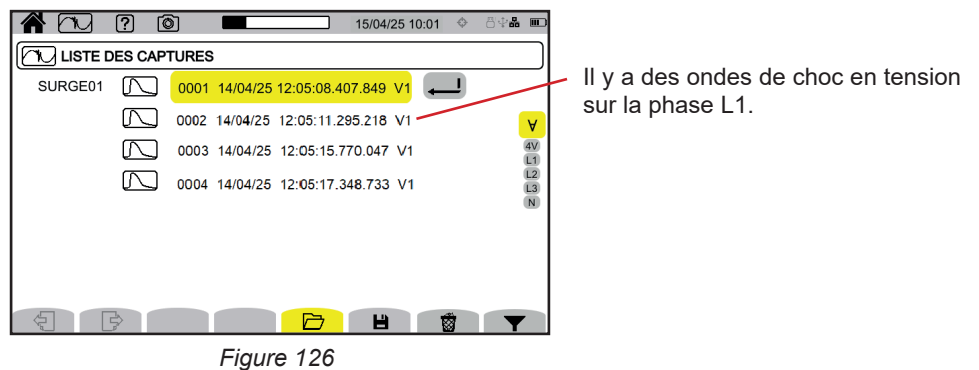 ?
15/04/25 10:01
LISTE DES CAPTURES
SURGE01 0001 14/04/25 12:05:08.407.849 V1
0002 14/04/25 12:05:11.295.218 V1
0003 14/04/25 12:05:15.770.047 V1
0004 14/04/25 12:05:17.348.733 V1
∀
4V
L1
L2
L3
N
Il y a des ondes de choc en tension
sur la phase L1.
Figure 126